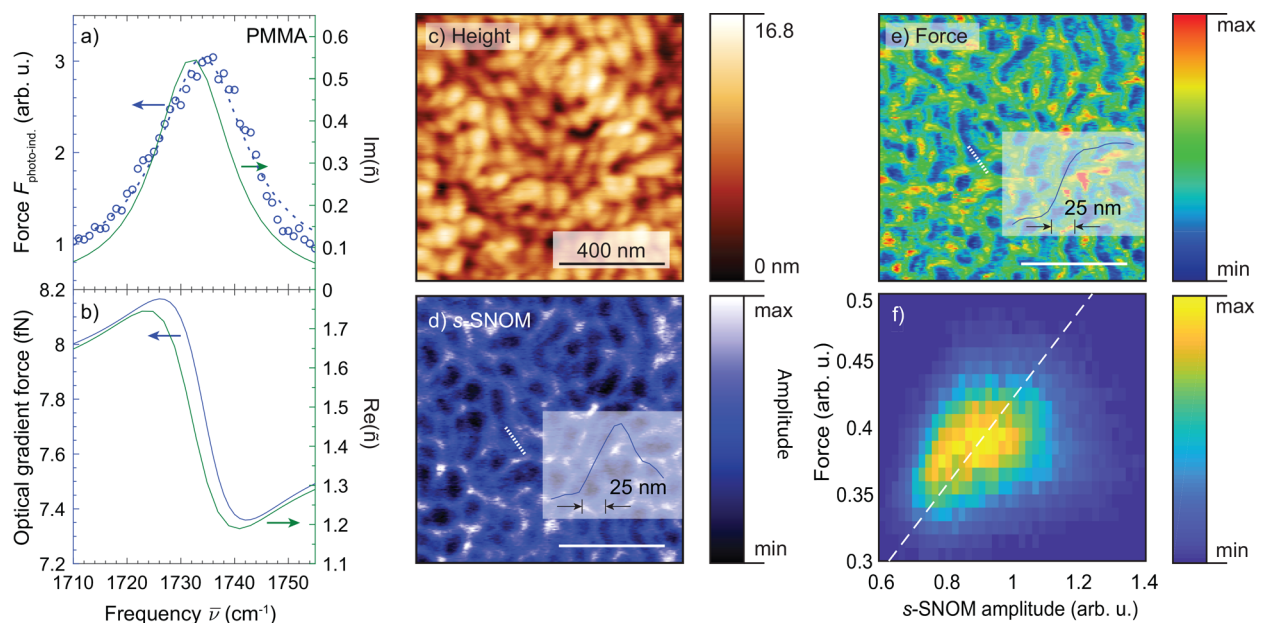 a)
PMMA
Force F_photo-ind. (arb. u.)
3
2
1
0.6
0.5
0.4
0.3
0.2
0.1
0
Im(ñ)
b)
Optical gradient force (fN)
8.2
8
7.8
7.6
7.4
7.2
1.7
1.6
1.5
1.4
1.3
1.2
1.1
Re(ñ)
1710
1720
1730
1740
1750
Frequency ν̅ (cm⁻¹)
c) Height
400 nm
16.8
0 nm
d) s-SNOM
25 nm
max
Amplitude
min
e) Force
25 nm
max
min
f)
Force (arb. u.)
0.5
0.45
0.4
0.35
0.3
0.6
0.8
1
1.2
1.4
s-SNOM amplitude (arb. u.)
max
min